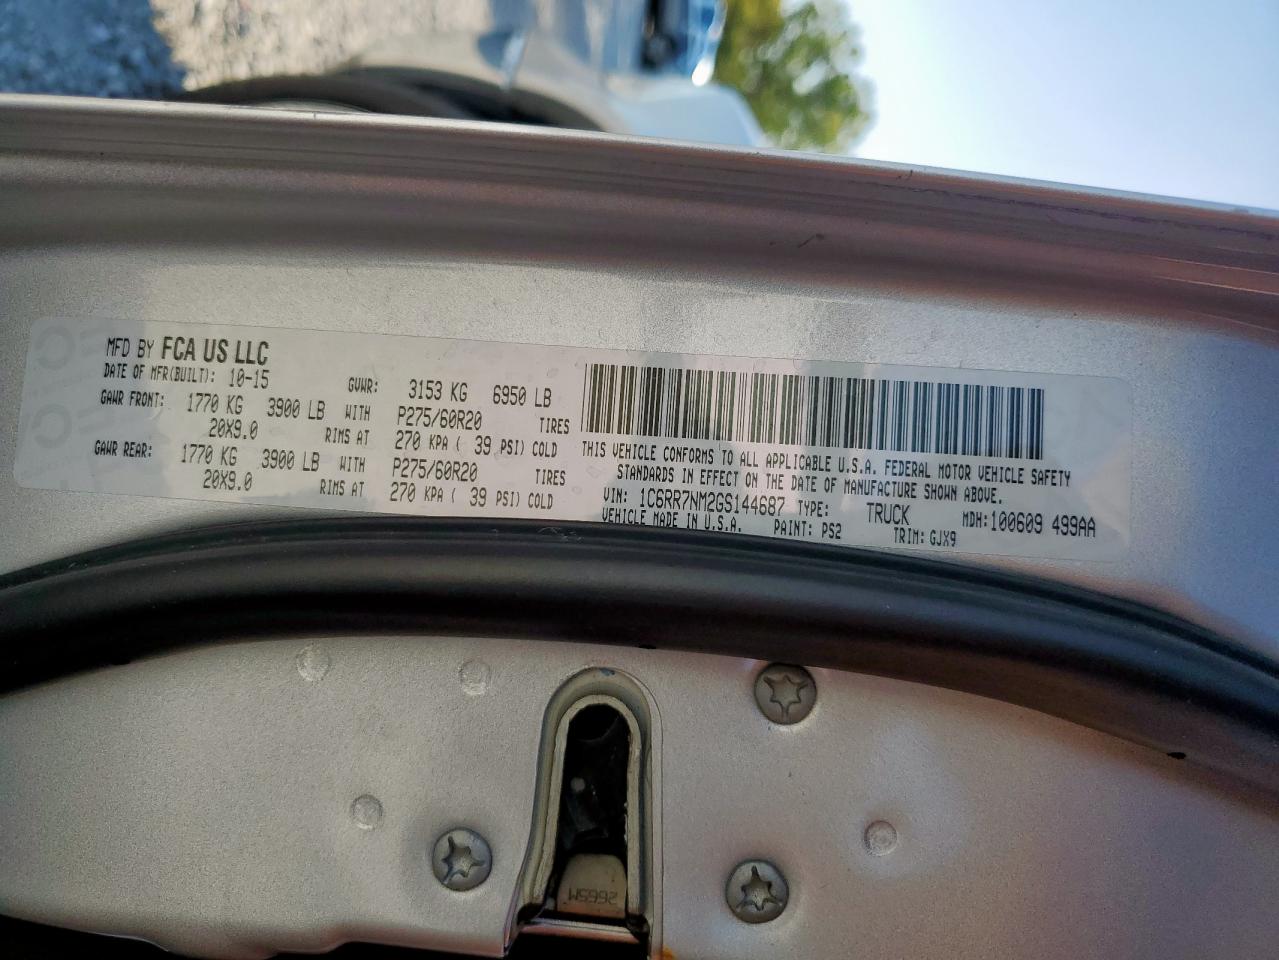 MFD BY FCA US LLC
DATE OF MFR(BUILT): 10-15 GVWR: 3153 KG 6950 LB
GAWR FRONT: 1770 KG 3900 LB WITH P275/60R20 TIRES
20X9.0 RIMS AT 270 KPA ( 39 PSI) COLD
GAWR REAR: 1770 KG 3900 LB WITH P275/60R20 TIRES
20X9.0 RIMS AT 270 KPA ( 39 PSI) COLD
THIS VEHICLE CONFORMS TO ALL APPLICABLE U.S.A. FEDERAL MOTOR VEHICLE SAFETY
STANDARDS IN EFFECT ON THE DATE OF MANUFACTURE SHOWN ABOVE.
VIN: 1C6RR7NM2GS144687 TYPE: TRUCK MDH:100609 499AA
VEHICLE MADE IN U.S.A. PAINT: PS2 TRIM: GJX9
2665M